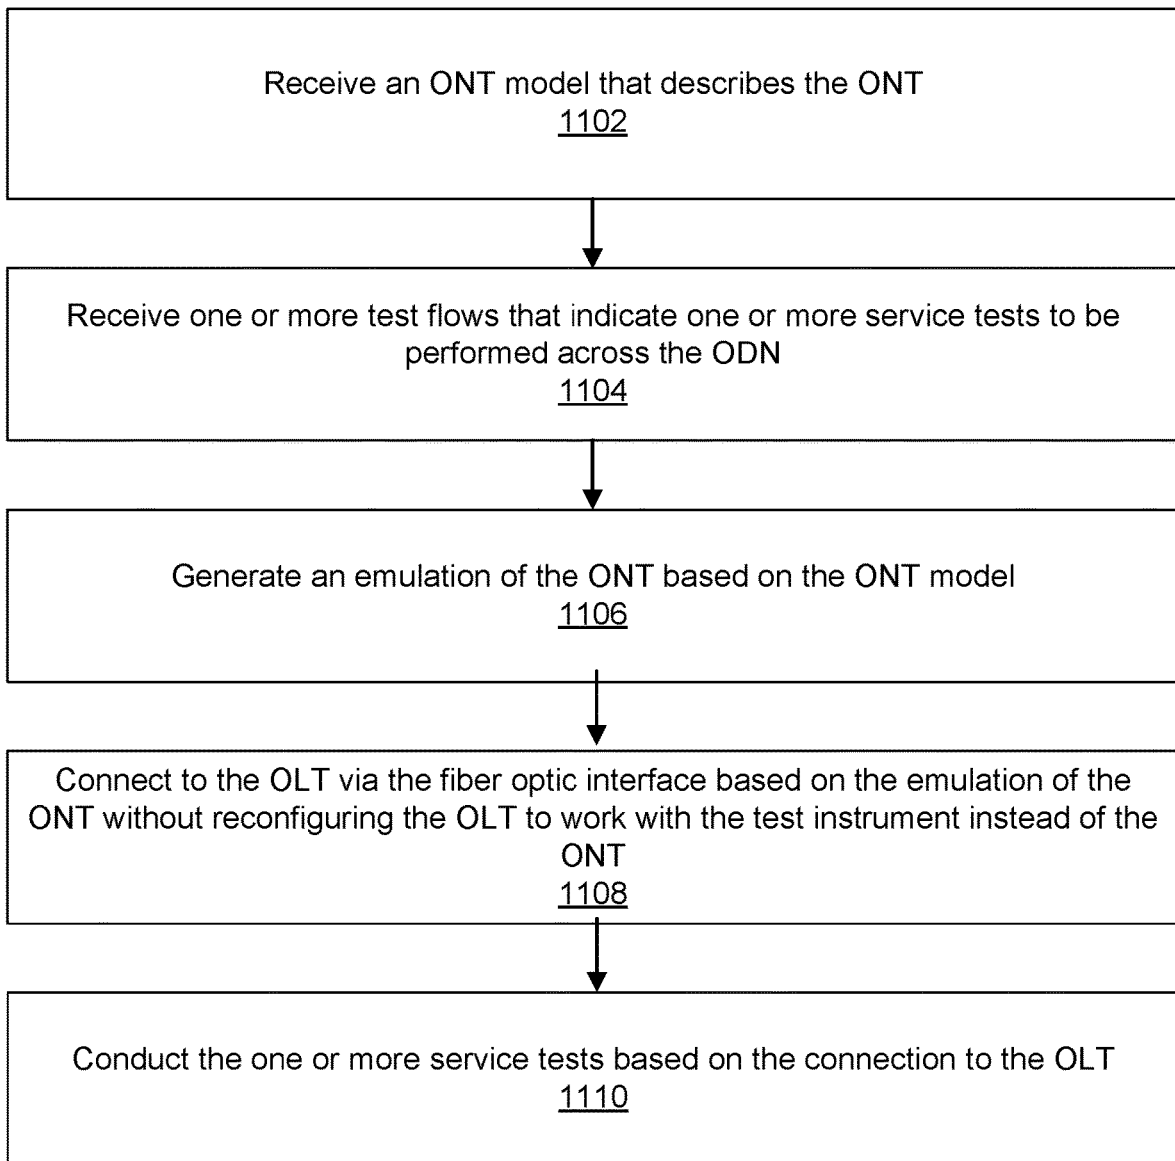 Receive an ONT model that describes the ONT
1102
Receive one or more test flows that indicate one or more service tests to be
performed across the ODN
1104
Generate an emulation of the ONT based on the ONT model
1106
Connect to the OLT via the fiber optic interface based on the emulation of the
ONT without reconfiguring the OLT to work with the test instrument instead of the
ONT
1108
Conduct the one or more service tests based on the connection to the OLT
1110